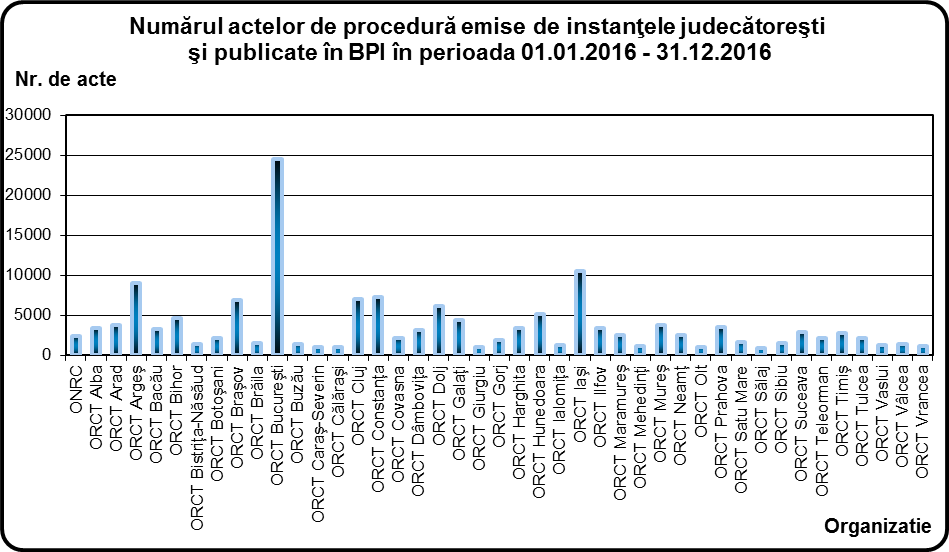 Numărul actelor de procedură emise de instanţele judecătoreşti
şi publicate în BPI în perioada 01.01.2016 - 31.12.2016
Nr. de acte
30000
25000
20000
15000
10000
5000
0
ONRC
ORCT Alba
ORCT Arad
ORCT Argeş
ORCT Bacău
ORCT Bihor
ORCT Bistriţa-Năsăud
ORCT Botoşani
ORCT Braşov
ORCT Brăila
ORCT Bucureşti
ORCT Buzău
ORCT Caraş-Severin
ORCT Călăraşi
ORCT Cluj
ORCT Constanţa
ORCT Covasna
ORCT Dâmboviţa
ORCT Dolj
ORCT Galaţi
ORCT Giurgiu
ORCT Gorj
ORCT Harghita
ORCT Hunedoara
ORCT Ialomiţa
ORCT Iaşi
ORCT Ilfov
ORCT Maramureş
ORCT Mehedinţi
ORCT Mureş
ORCT Neamţ
ORCT Olt
ORCT Prahova
ORCT Satu Mare
ORCT Sălaj
ORCT Sibiu
ORCT Suceava
ORCT Teleorman
ORCT Timiş
ORCT Tulcea
ORCT Vaslui
ORCT Vâlcea
ORCT Vrancea
Organizatie